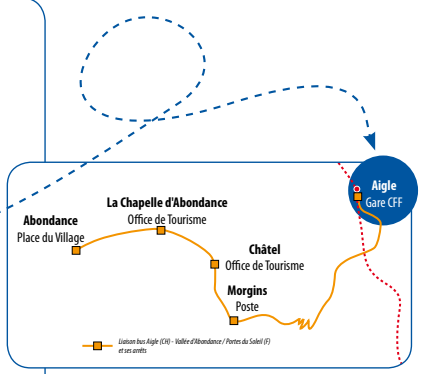 Aigle
Gare CFF
La Chapelle d'Abondance
Office de Tourisme
Abondance
Place du Village
Châtel
Office de Tourisme
Morgins
Poste
Liaison bus Aigle (CH) - Vallée d'Abondance / Portes du Soleil (F)
et ses arrêts